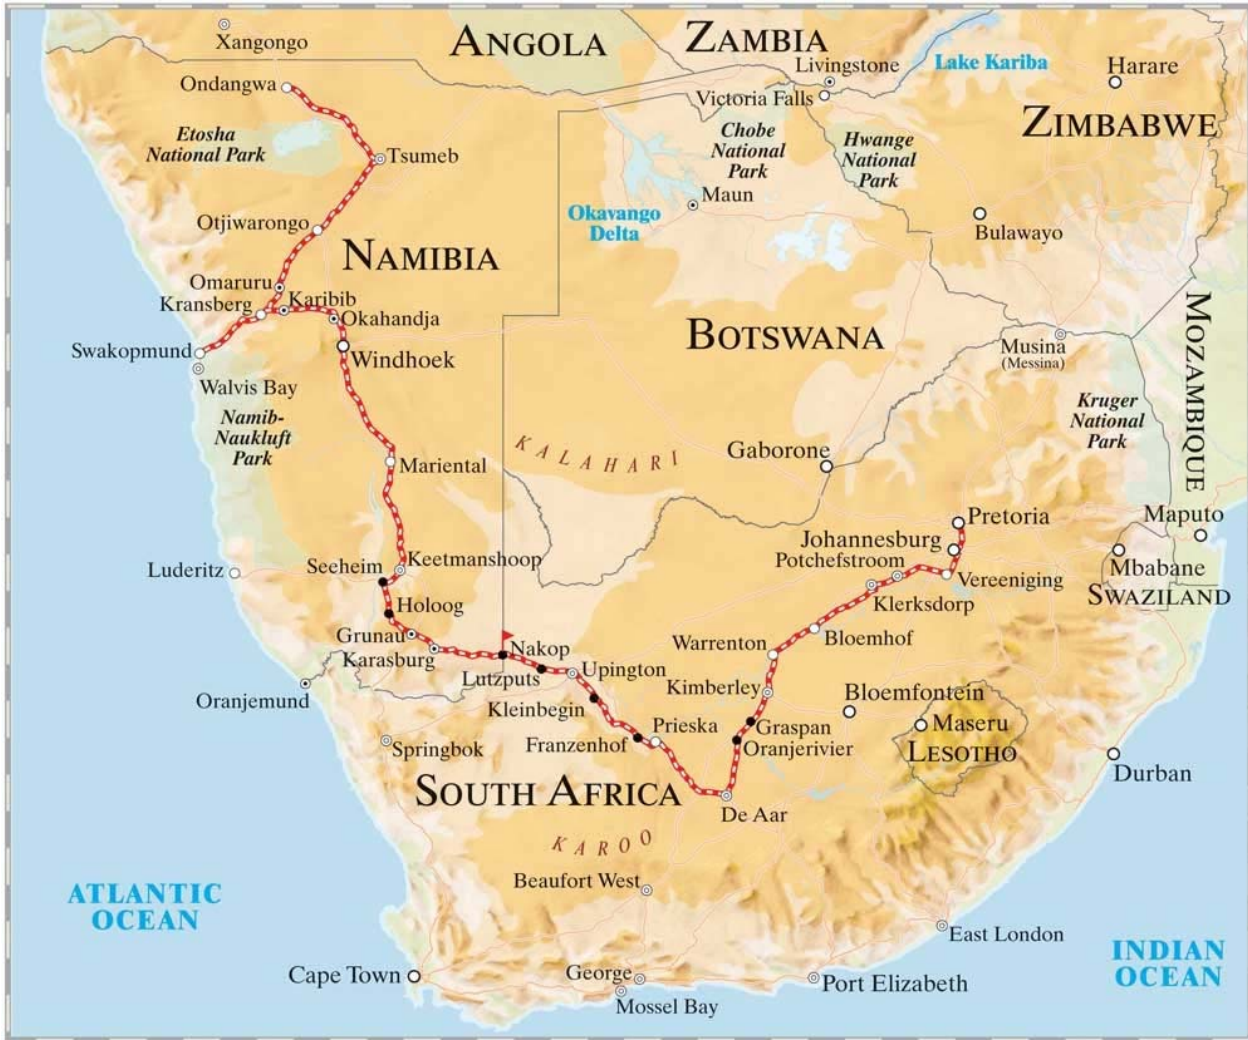 Xangongo
ANGOLA
ZAMBIA
Livingstone
Lake Kariba
Harare
Ondangwa
Victoria Falls
ZIMBABWE
Etosha
National Park
Chobe
National
Park
Hwange
National
Park
Tsumeb
Maun
Okavango
Delta
Otjiwarongo
Bulawayo
NAMIBIA
Omaruru
Kransberg
Karibib
Okahandja
MOZAMBIQUE
BOTSWANA
Swakopmund
Windhoek
Musina
(Messina)
Walvis Bay
Namib-
Naukluft
Park
Kruger
National
Park
KALAHARI
Gaborone
Mariental
Pretoria
Maputo
Johannesburg
Potchefstroom
Seeheim
Keetmanshoop
Luderitz
Vereeniging
Mbabane
SWAZILAND
Klerksdorp
Holoog
Grunau
Karasburg
Nakop
Bloemhof
Warrenton
Lutzputs
Upington
Oranjemund
Kleinbegin
Kimberley
Bloemfontein
Springbok
Franzenhof
Prieska
Graspan
Oranjerivier
Maseru
LESOTHO
Durban
SOUTH AFRICA
De Aar
KAROO
Beaufort West
ATLANTIC
OCEAN
East London
INDIAN
OCEAN
Cape Town
George
Mossel Bay
Port Elizabeth